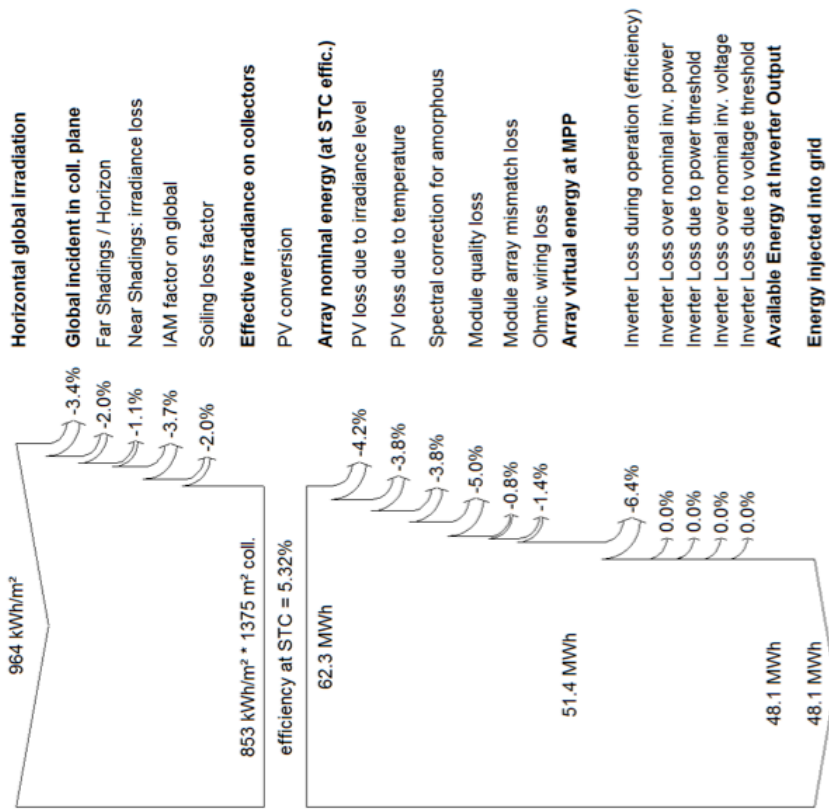 Horizontal global irradiation
964 kWh/m²
Global incident in coll. plane
-3.4%
Far Shadings / Horizon
-2.0%
Near Shadings: irradiance loss
-1.1%
IAM factor on global
-3.7%
Soiling loss factor
-2.0%
Effective irradiance on collectors
853 kWh/m² * 1375 m² coll.
PV conversion
efficiency at STC = 5.32%
Array nominal energy (at STC effic.)
62.3 MWh
PV loss due to irradiance level
-4.2%
PV loss due to temperature
-3.8%
Spectral correction for amorphous
-3.8%
Module quality loss
-5.0%
Module array mismatch loss
-0.8%
Ohmic wiring loss
-1.4%
Array virtual energy at MPP
51.4 MWh
Inverter Loss during operation (efficiency)
-6.4%
Inverter Loss over nominal inv. power
0.0%
Inverter Loss due to power threshold
0.0%
Inverter Loss over nominal inv. voltage
0.0%
Inverter Loss due to voltage threshold
0.0%
Available Energy at Inverter Output
48.1 MWh
Energy injected into grid
48.1 MWh